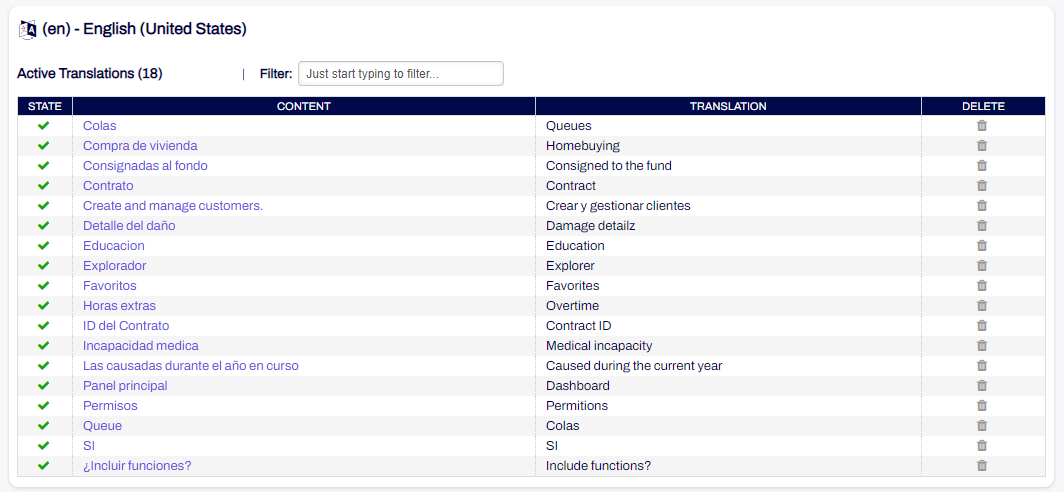 (en) - English (United States)
Active Translations (18) | Filter: Just start typing to filter...
STATE CONTENT TRANSLATION DELETE
Colas Queues
Compra de vivienda Homebuying
Consignadas al fondo Consigned to the fund
Contrato Contract
Create and manage customers. Crear y gestionar clientes
Detalle del daño Damage detailz
Educacion Education
Explorador Explorer
Favoritos Favorites
Horas extras Overtime
ID del Contrato Contract ID
Incapacidad medica Medical incapacity
Las causadas durante el año en curso Caused during the current year
Panel principal Dashboard
Permisos Permitions
Queue Colas
SI SI
¿Incluir funciones? Include functions?